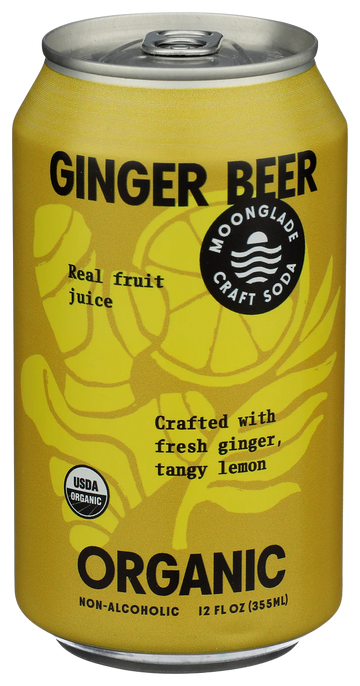 GINGER BEER
MOONGLADE
CRAFT SODA
Real fruit
juice
Crafted with
fresh ginger,
tangy lemon
USDA
ORGANIC
ORGANIC
NON-ALCOHOLIC 12 FL OZ (355ML)